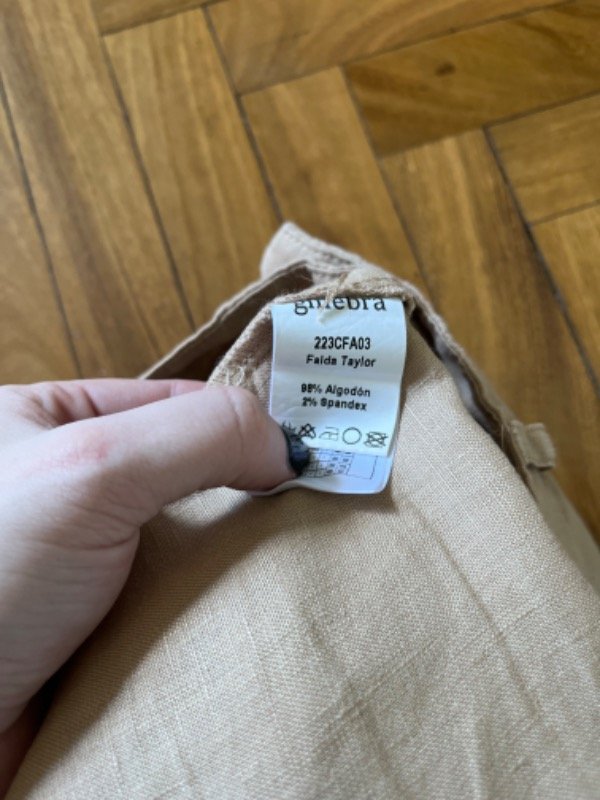 ginebra
223CFA03
Falda Taylor
98% Algodón
2% Spandex